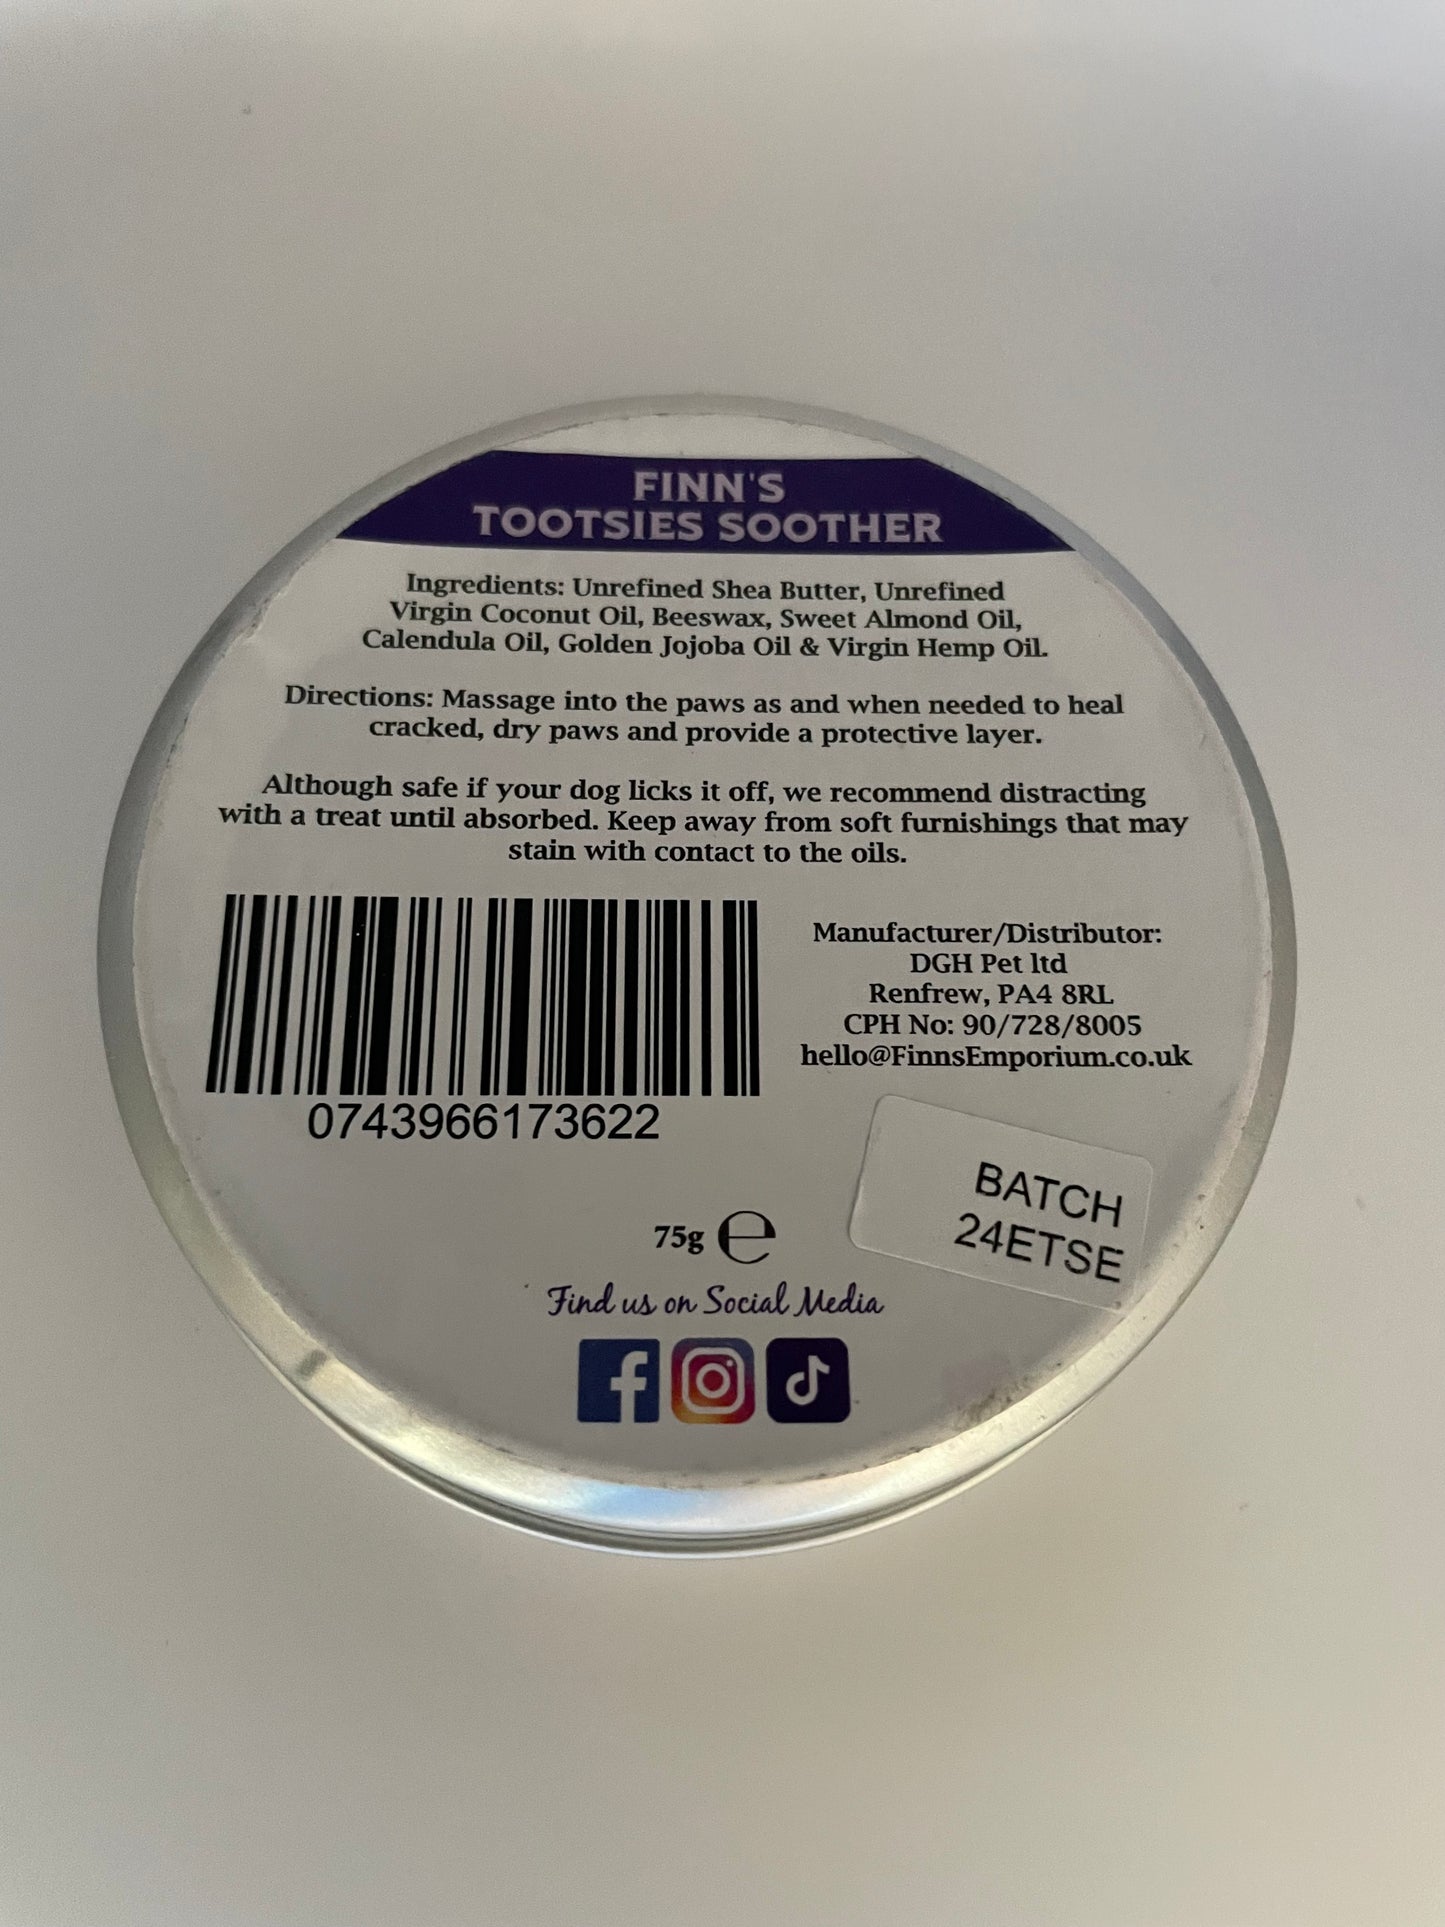 FINN'S
TOOTSIES SOOTHER
Ingredients: Unrefined Shea Butter, Unrefined
Virgin Coconut Oil, Beeswax, Sweet Almond Oil,
Calendula Oil, Golden Jojoba Oil & Virgin Hemp Oil.
Directions: Massage into the paws as and when needed to heal
cracked, dry paws and provide a protective layer.
Although safe if your dog licks it off, we recommend distracting
with a treat until absorbed. Keep away from soft furnishings that may
stain with contact to the oils.
0743966173622
Manufacturer/Distributor:
DGH Pet ltd
Renfrew, PA4 8RL
CPH No: 90/728/8005
hello@FinnsEmporium.co.uk
BATCH
24ETSE
75g e
Find us on Social Media